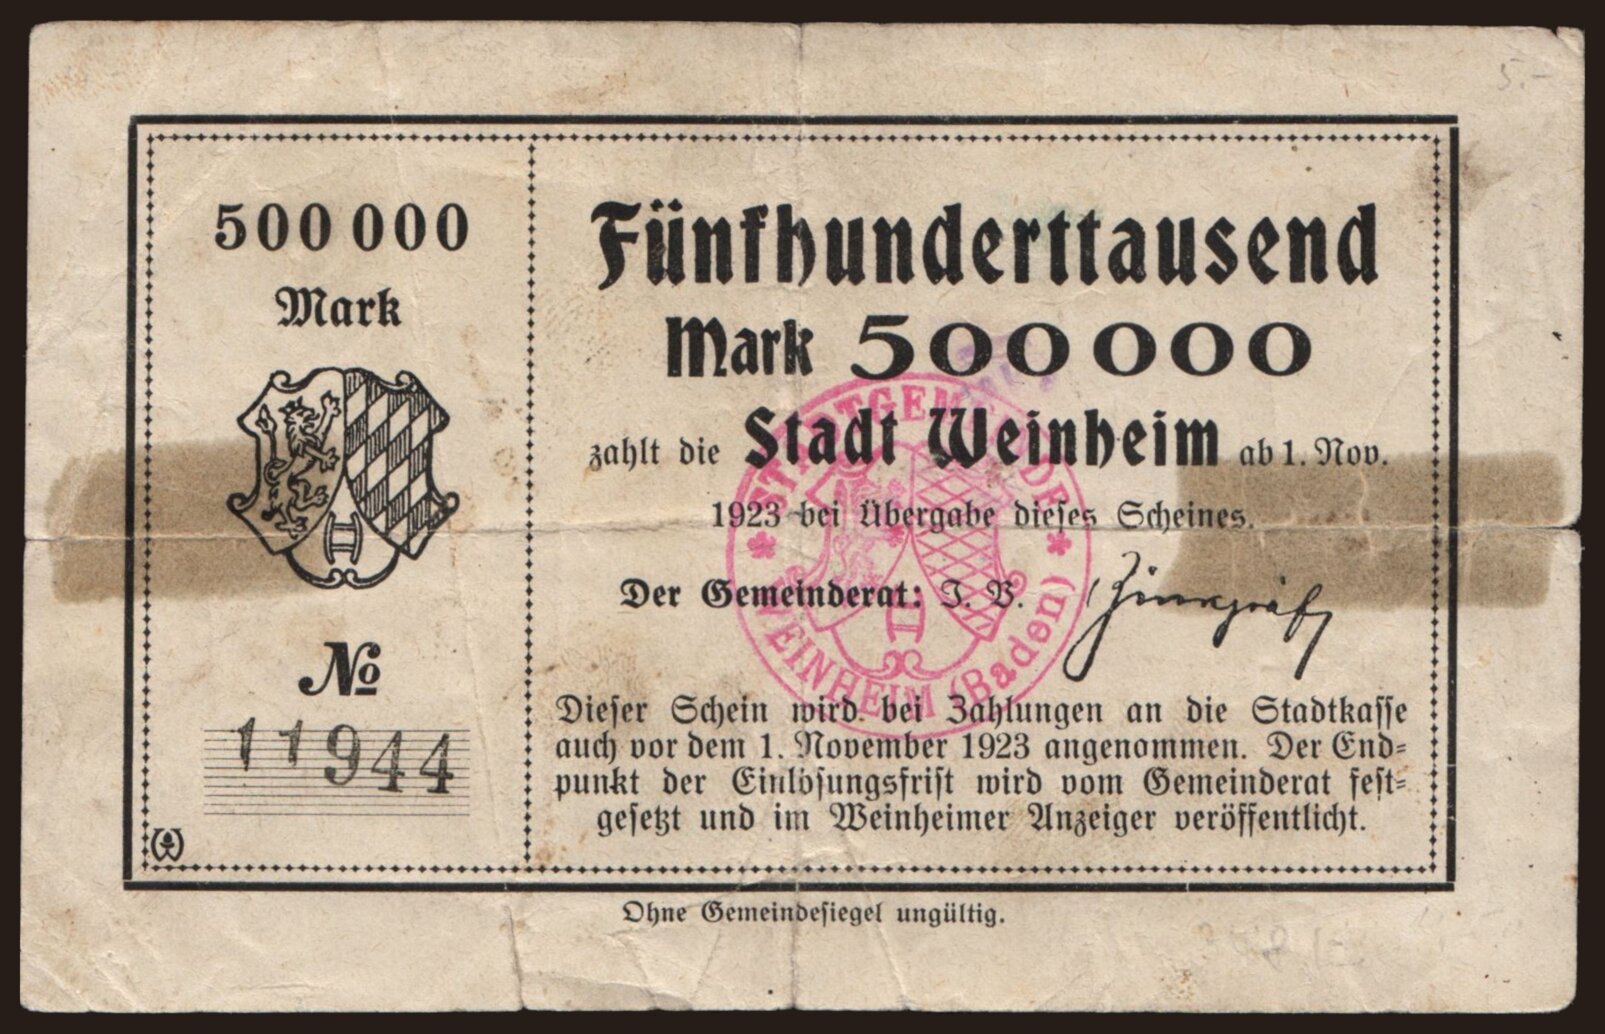 5.-
500 000
Mark
No
11944
Fünfhunderttausend
Mark 500 000
zahlt die Stadt Weinheim ab 1. Nov.
1923 bei Übergabe dieses Scheines.
Der Gemeinderat: J. V.
Zinkgräf
Dieser Schein wird bei Zahlungen an die Stadtkasse
auch vor dem 1. November 1923 angenommen. Der End-
punkt der Einlösungsfrist wird vom Gemeinderat fest-
gesetzt und im Weinheimer Anzeiger veröffentlicht.
Ohne Gemeindesiegel ungültig.
STADTGEMEINDE
WEINHEIM (Baden)